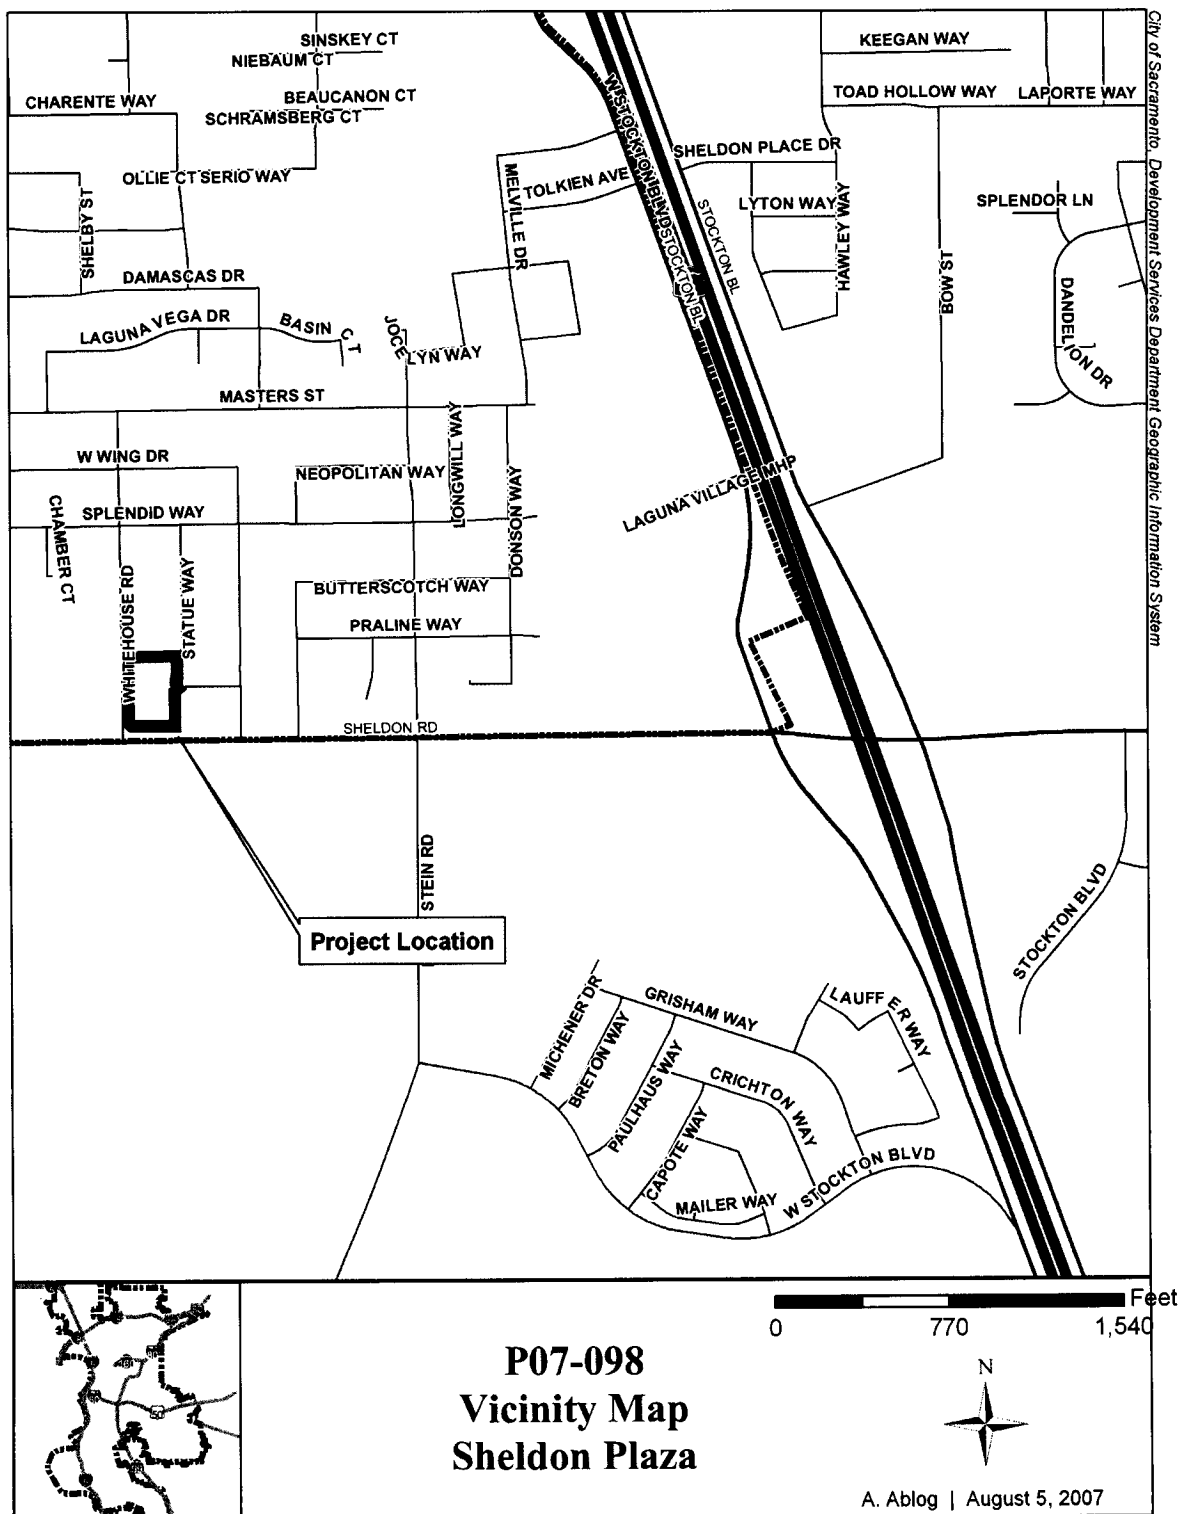 SINSKEY CT
NIEBAUM CT
KEEGAN WAY
CHARENTE WAY
BEAUCANON CT
SCHRAMSBERG CT
TOAD HOLLOW WAY
LAPORTE WAY
W STOCKTON BLVD
STOCKTON BL
STOCKTON BL
SHELDON PLACE DR
OLLIE CT
SERIO WAY
MELVILLE DR
TOLKIEN AVE
SHELBY ST
LYTON WAY
HAWLEY WAY
SPLENDOR LN
BOW ST
DANDELION DR
DAMASCAS DR
LAGUNA VEGA DR
BASIN CT
JOCELYN WAY
MASTERS ST
W WING DR
NEOPOLITAN WAY
LONGWILL WAY
DONSON WAY
LAGUNA VILLAGE MHP
CHAMBER CT
SPLENDID WAY
WHITEHOUSE RD
STATUE WAY
BUTTERSCOTCH WAY
PRALINE WAY
SHELDON RD
STEIN RD
Project Location
STOCKTON BLVD
MICHENER DR
BRETON WAY
GRISHAM WAY
LAUFFER WAY
PAULHAUS WAY
CRICHTON WAY
CAPOTE WAY
MAILER WAY
W STOCKTON BLVD
City of Sacramento, Development Services Department Geographic Information System
Feet
0 770 1,540
P07-098
Vicinity Map
Sheldon Plaza
N
A. Ablog | August 5, 2007